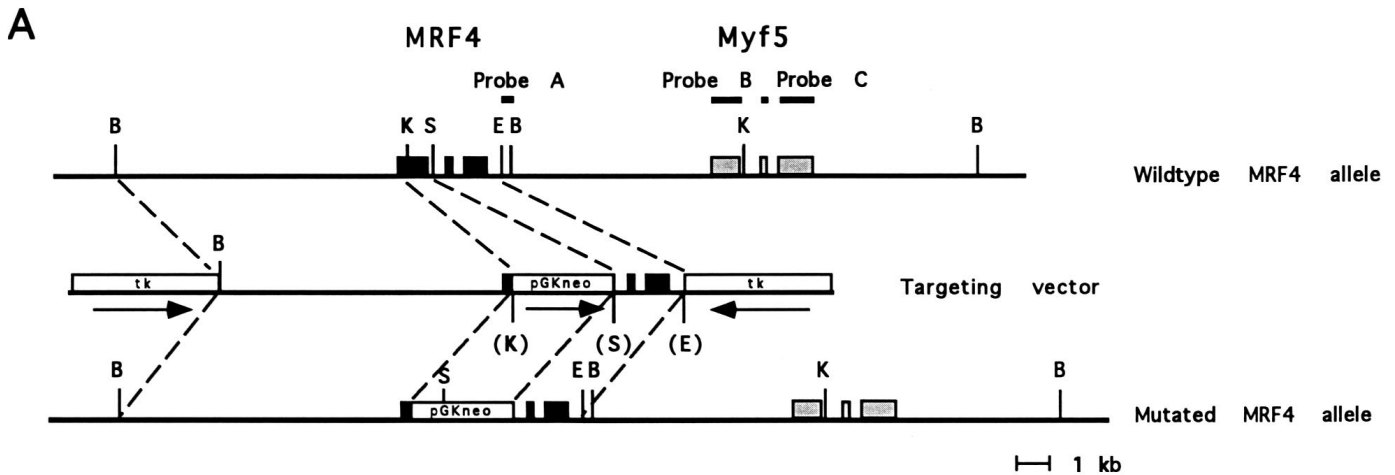 A
MRF4 Myf5
Probe A Probe B Probe C
B K S E B K B
Wildtype MRF4 allele
B
tk pGKneo tk
Targeting vector
(K) (S) (E)
B S E B K B
pGKneo
Mutated MRF4 allele
1 kb